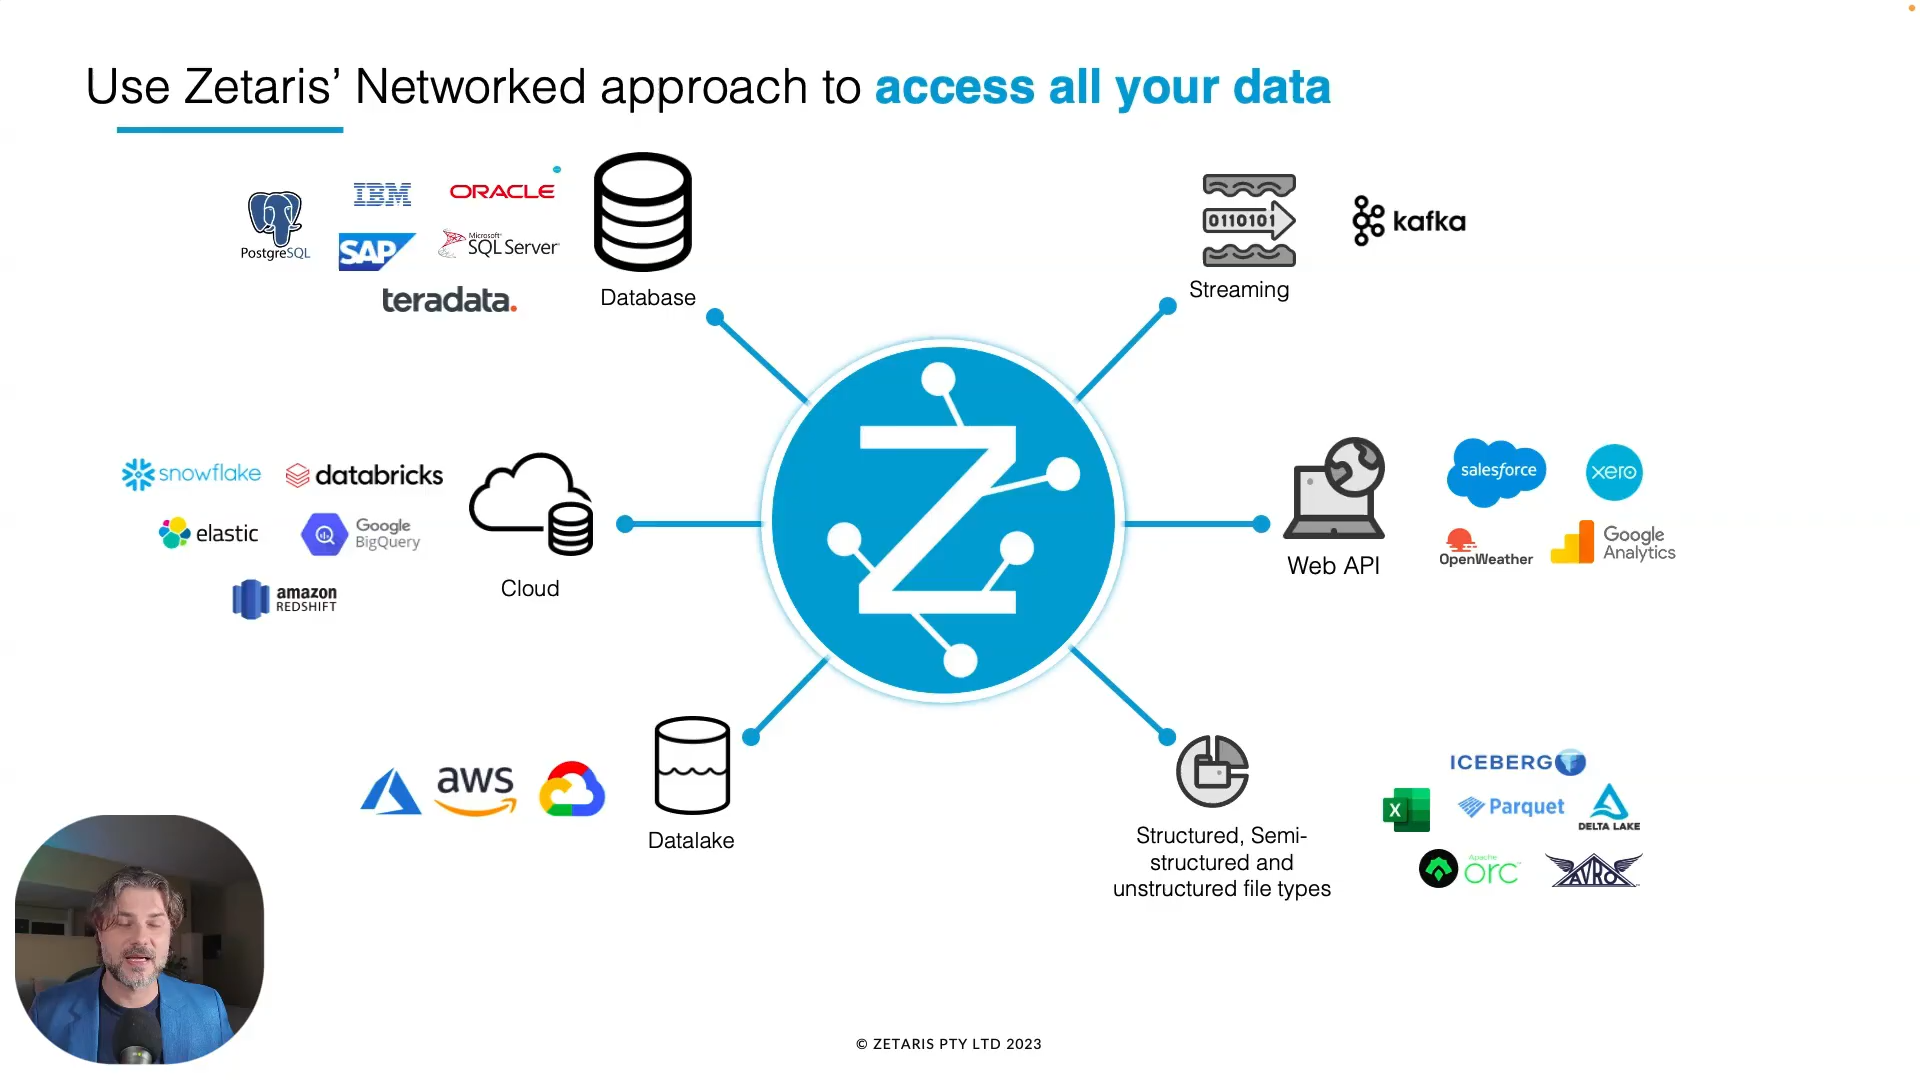 Use Zetaris’ Networked approach to access all your data
PostgreSQL
IBM
ORACLE
SAP
Microsoft
SQL Server
teradata.
Database
0110101
Streaming
kafka
snowflake
databricks
elastic
Google
BigQuery
amazon
REDSHIFT
Cloud
Z
Web API
salesforce
xero
OpenWeather
Google
Analytics
aws
Datalake
Structured, Semi-
structured and
unstructured file types
ICEBERG
X
Parquet
DELTA LAKE
Apache
orc
AVRO
© ZETARIS PTY LTD 2023